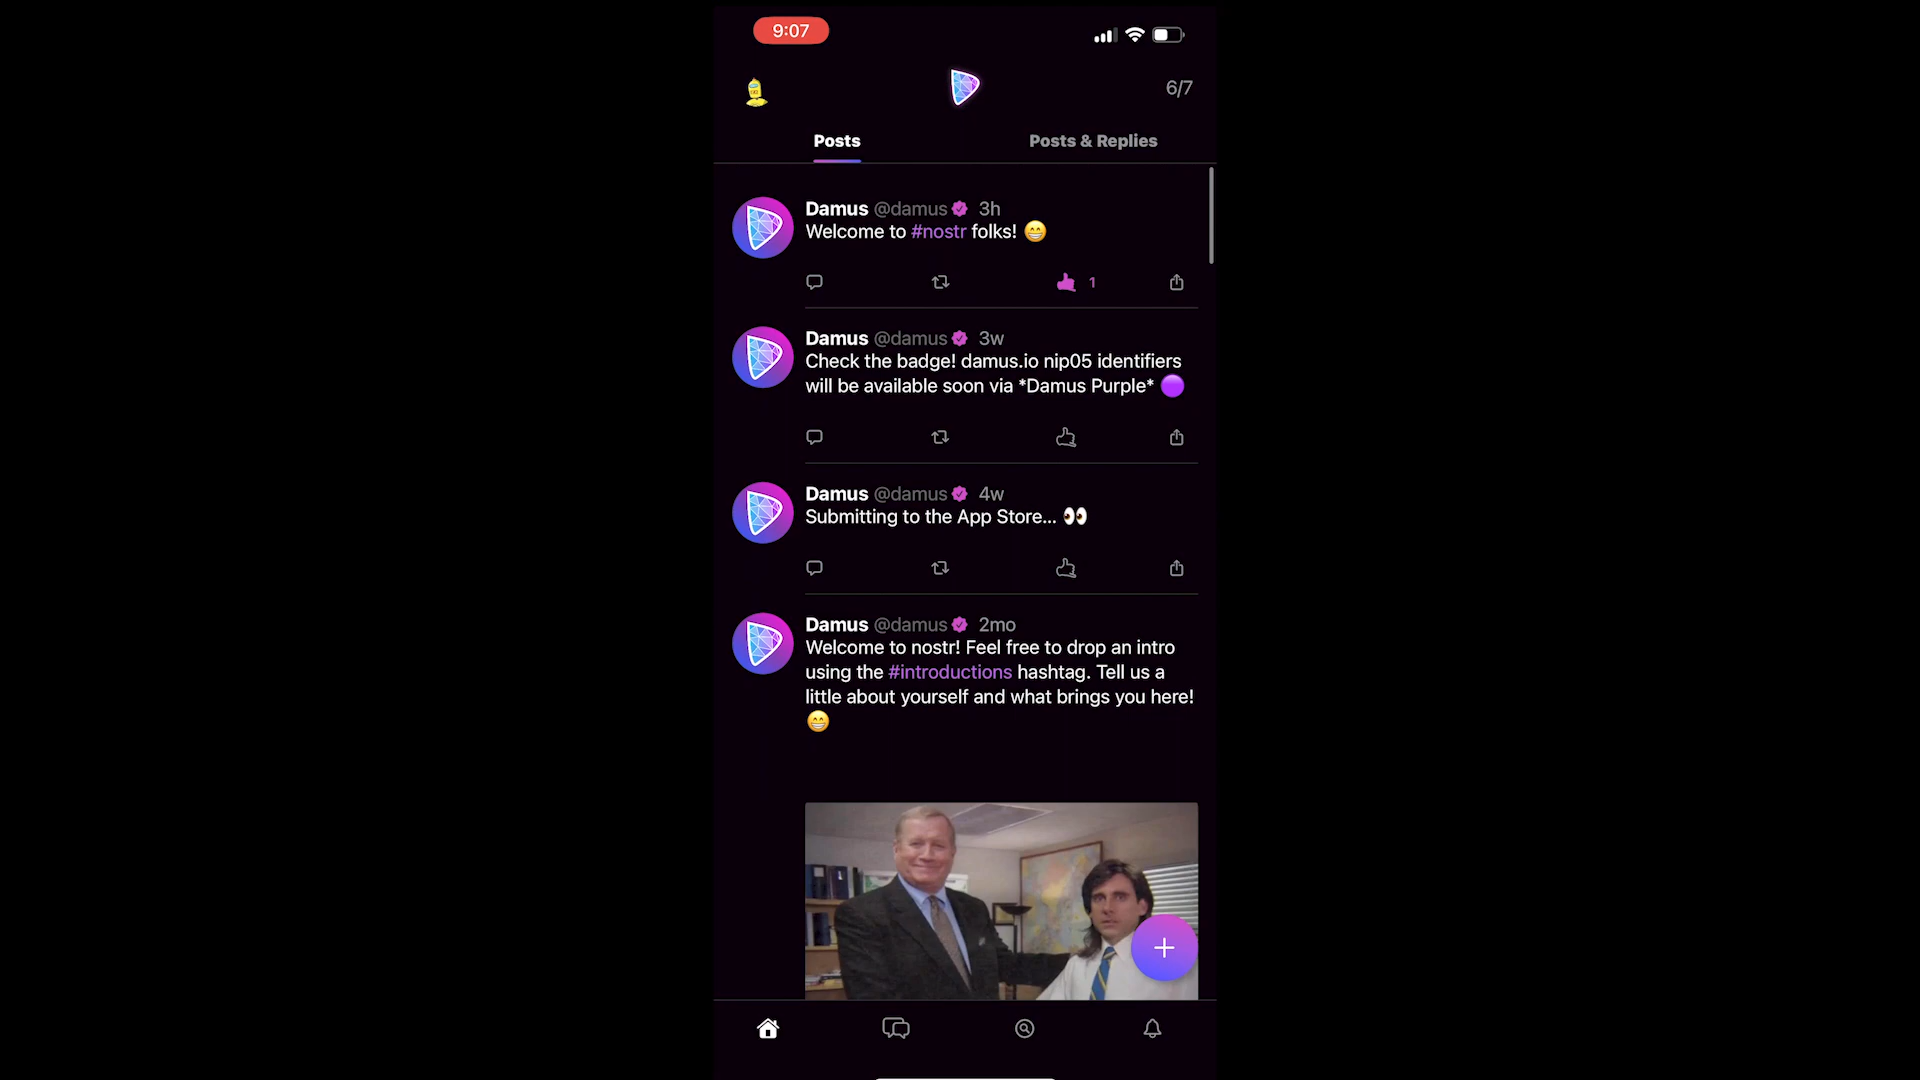 9:07
6/7
Posts
Posts & Replies
Damus @damus 3h
Welcome to #nostr folks! 😁
1
Damus @damus 3w
Check the badge! damus.io nip05 identifiers
will be available soon via *Damus Purple* 🟣
Damus @damus 4w
Submitting to the App Store... 👀
Damus @damus 2mo
Welcome to nostr! Feel free to drop an intro
using the #introductions hashtag. Tell us a
little about yourself and what brings you here!
😁